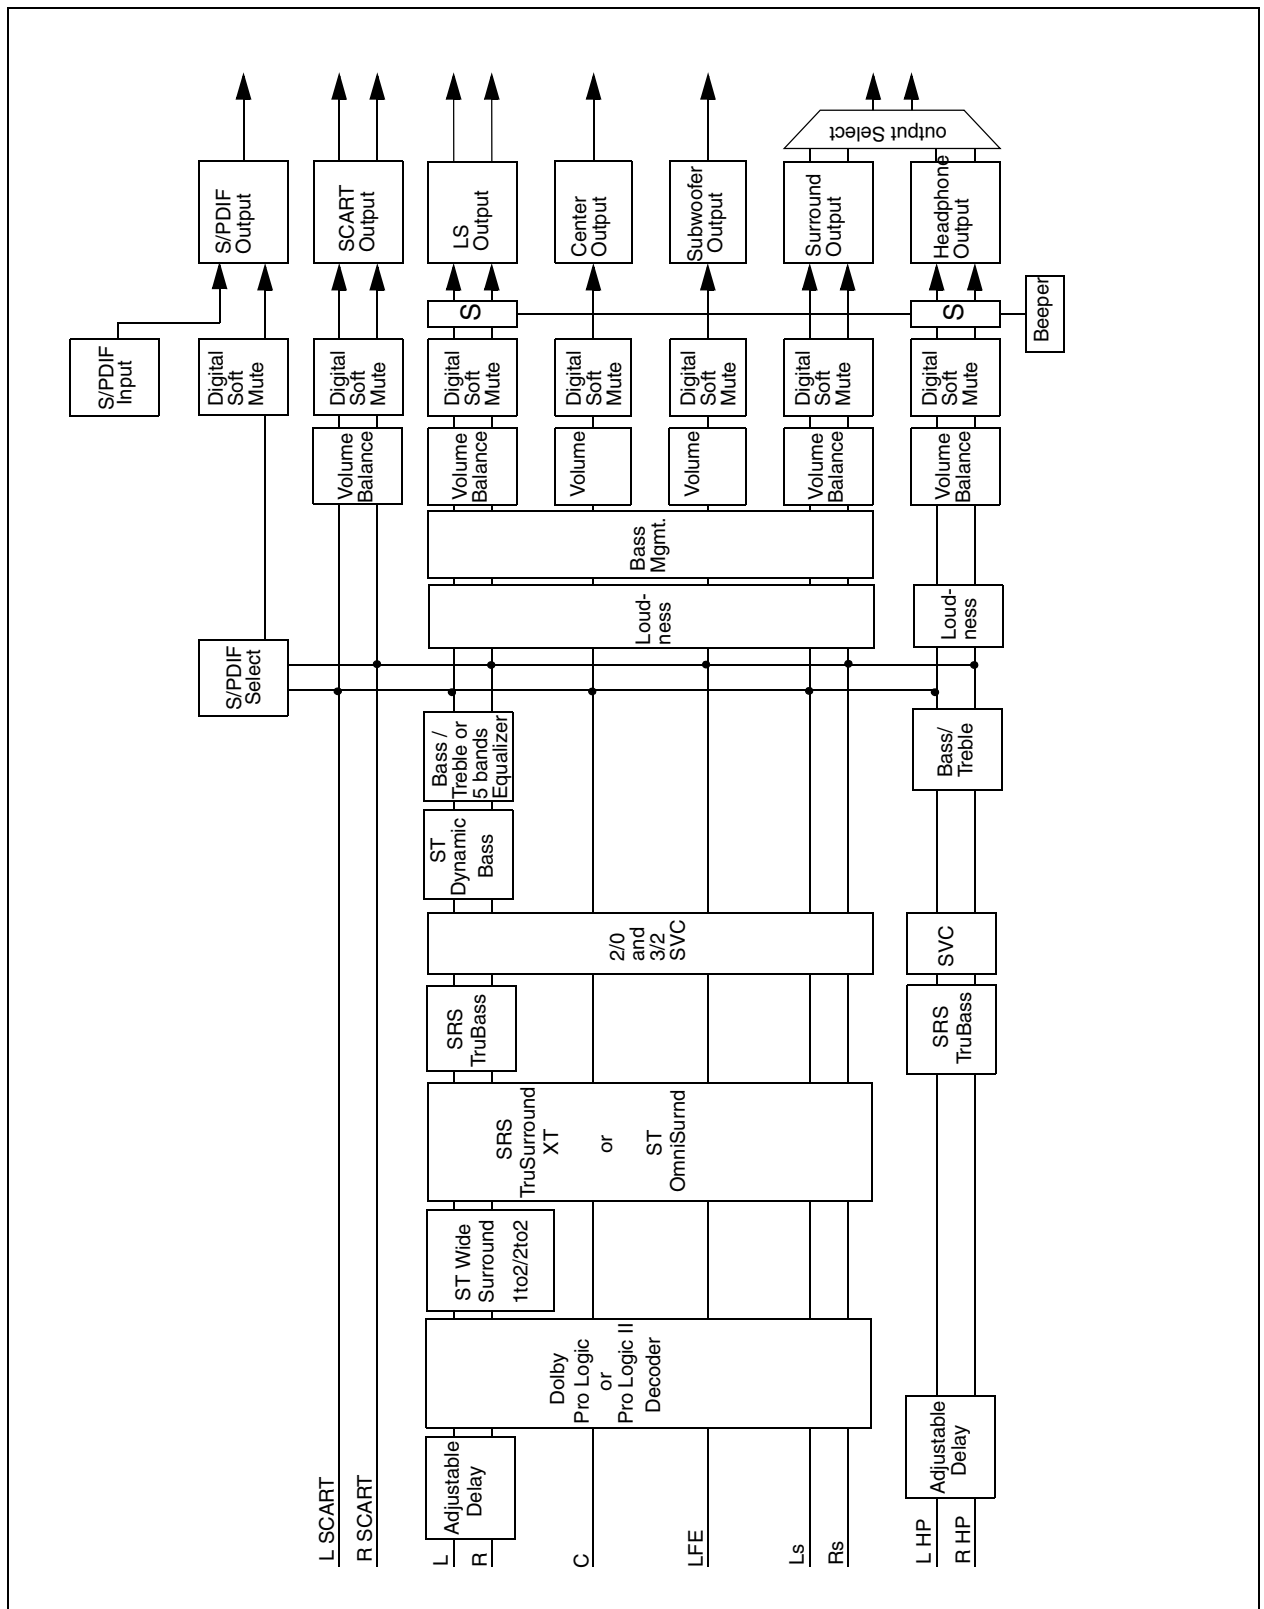 output Select
S/PDIF
Output
SCART
Output
LS
Output
Center
Output
Subwoofer
Output
Surround
Output
Headphone
Output
S/PDIF
Input
Digital
Soft
Mute
Digital
Soft
Mute
S
Digital
Soft
Mute
Digital
Soft
Mute
Digital
Soft
Mute
Digital
Soft
Mute
S
Digital
Soft
Mute
Beeper
Volume
Balance
Volume
Balance
Volume
Volume
Volume
Balance
Volume
Balance
Bass
Mgmt.
Loud-
ness
Loud-
ness
S/PDIF
Select
Bass /
Treble or
5 bands
Equalizer
Bass/
Treble
ST
Dynamic
Bass
2/0
and
3/2
SVC
SVC
SRS
TruBass
SRS
TruBass
SRS
TruSurround
XT
or
ST
OmniSurnd
ST Wide
Surround
1to2/2to2
Dolby
Pro Logic
or
Pro Logic II
Decoder
Adjustable
Delay
Adjustable
Delay
L SCART
R SCART
L
R
C
LFE
Ls
Rs
L HP
R HP